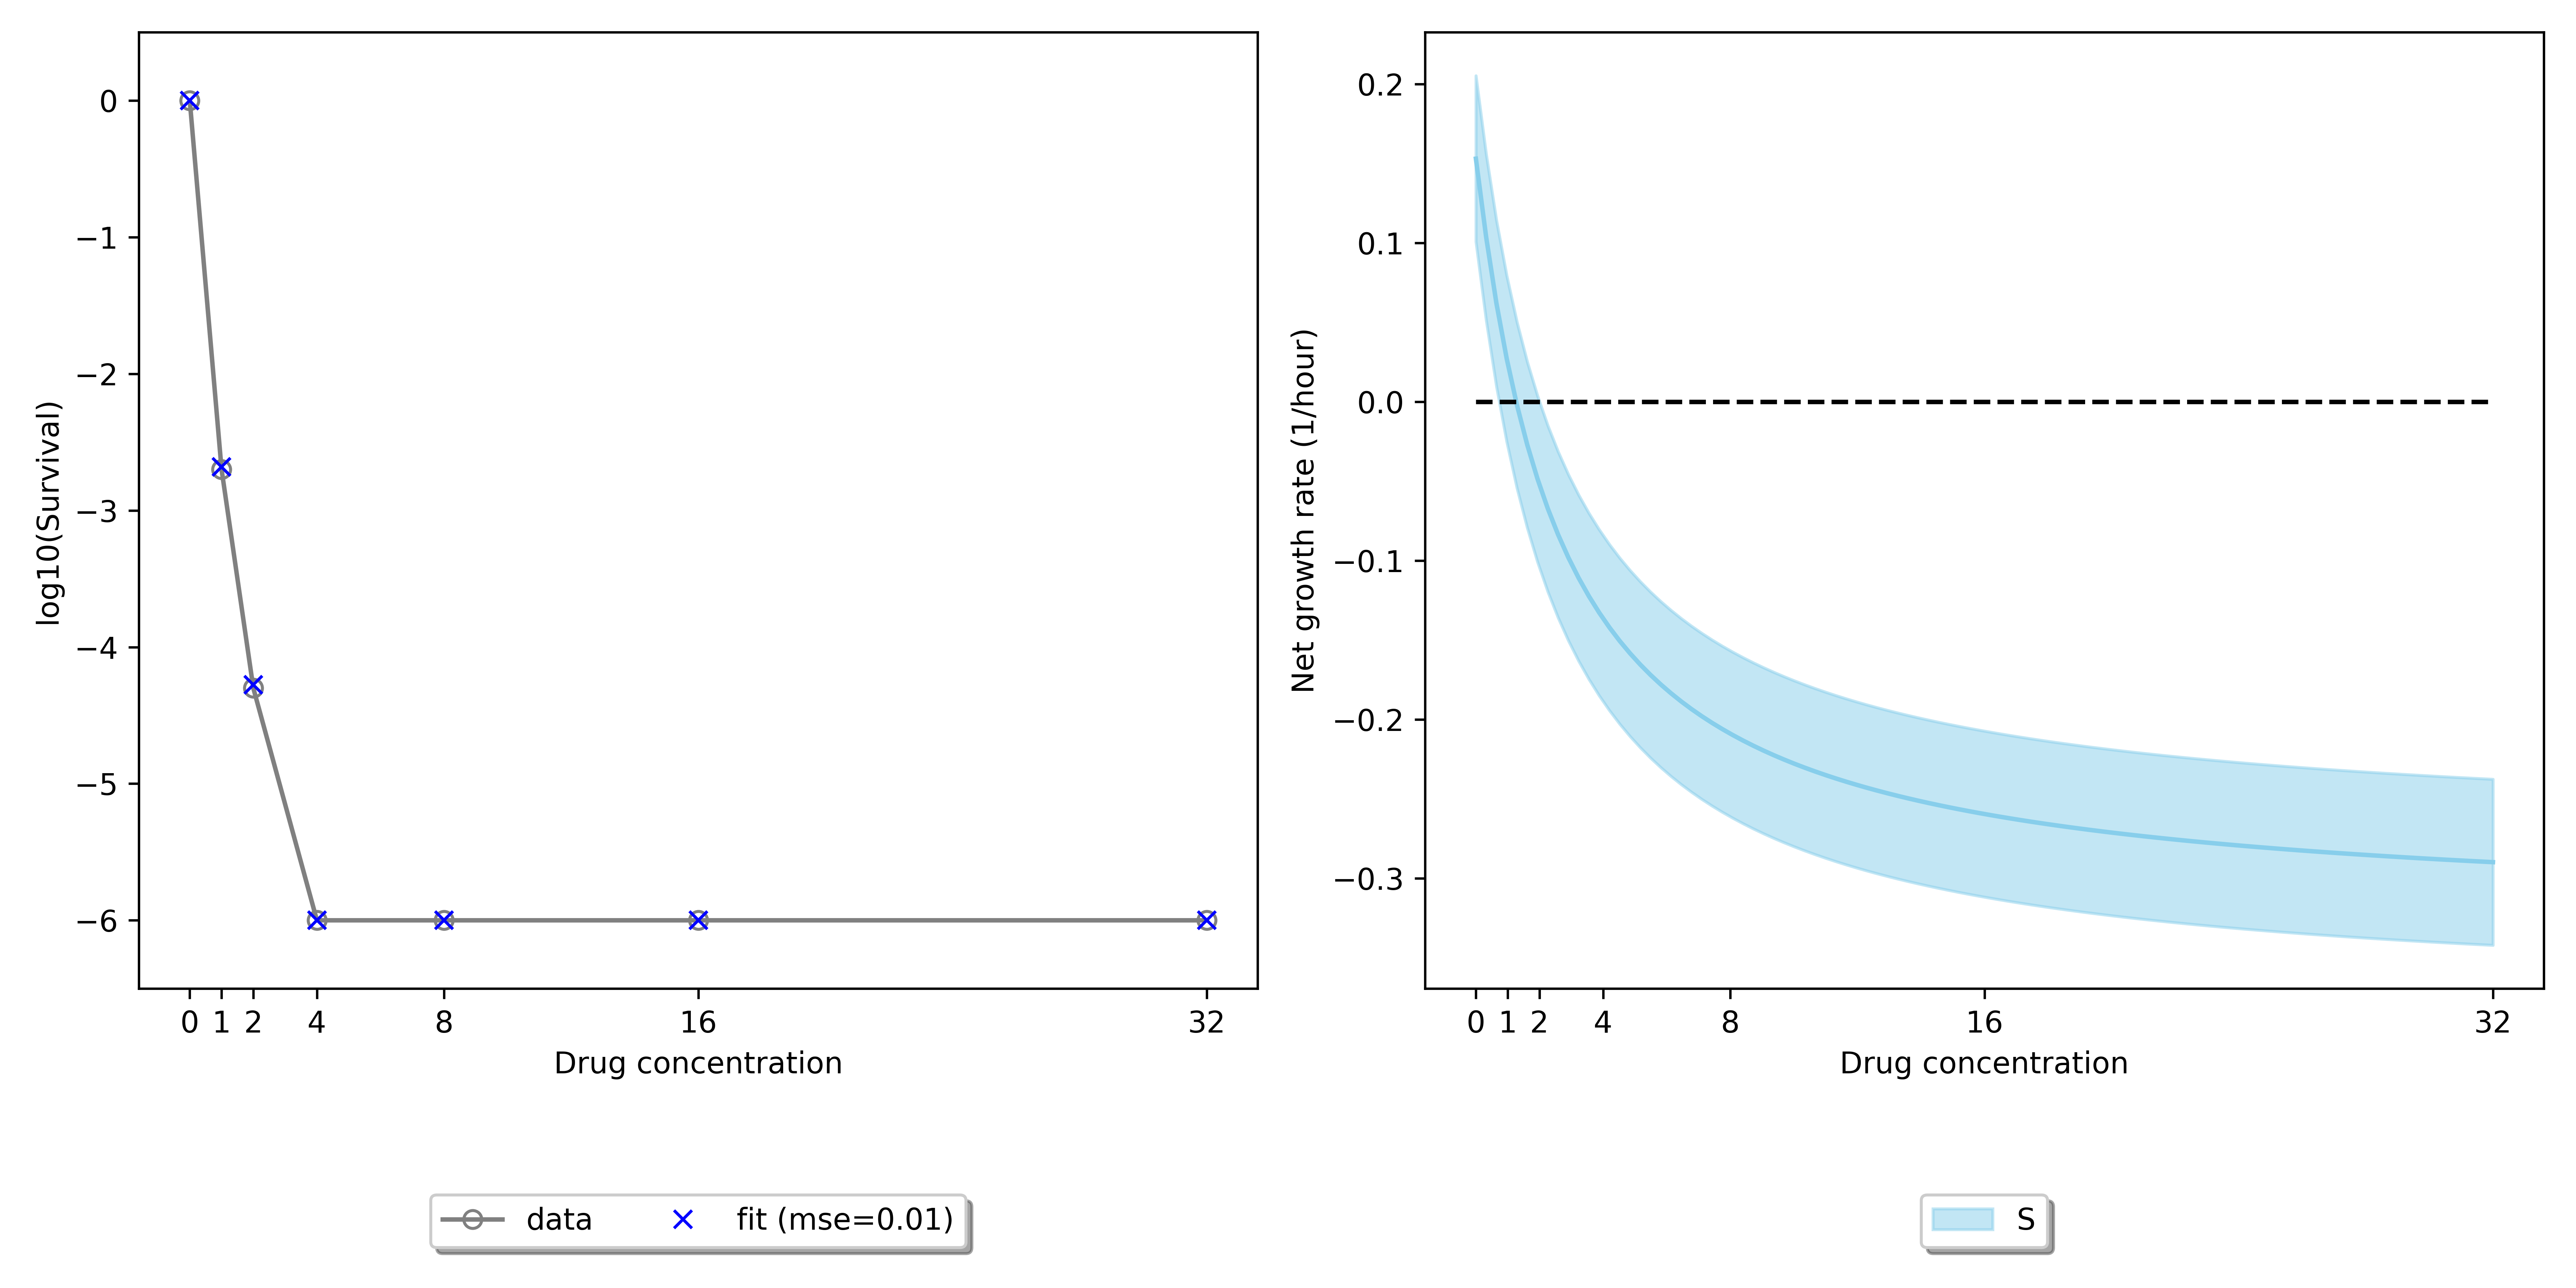 0
−1
−2
−3
−4
−5
−6
log10(Survival)
0 1 2 4 8 16 32
Drug concentration
data fit (mse=0.01)
0.2
0.1
0.0
−0.1
−0.2
−0.3
Net growth rate (1/hour)
0 1 2 4 8 16 32
Drug concentration
S